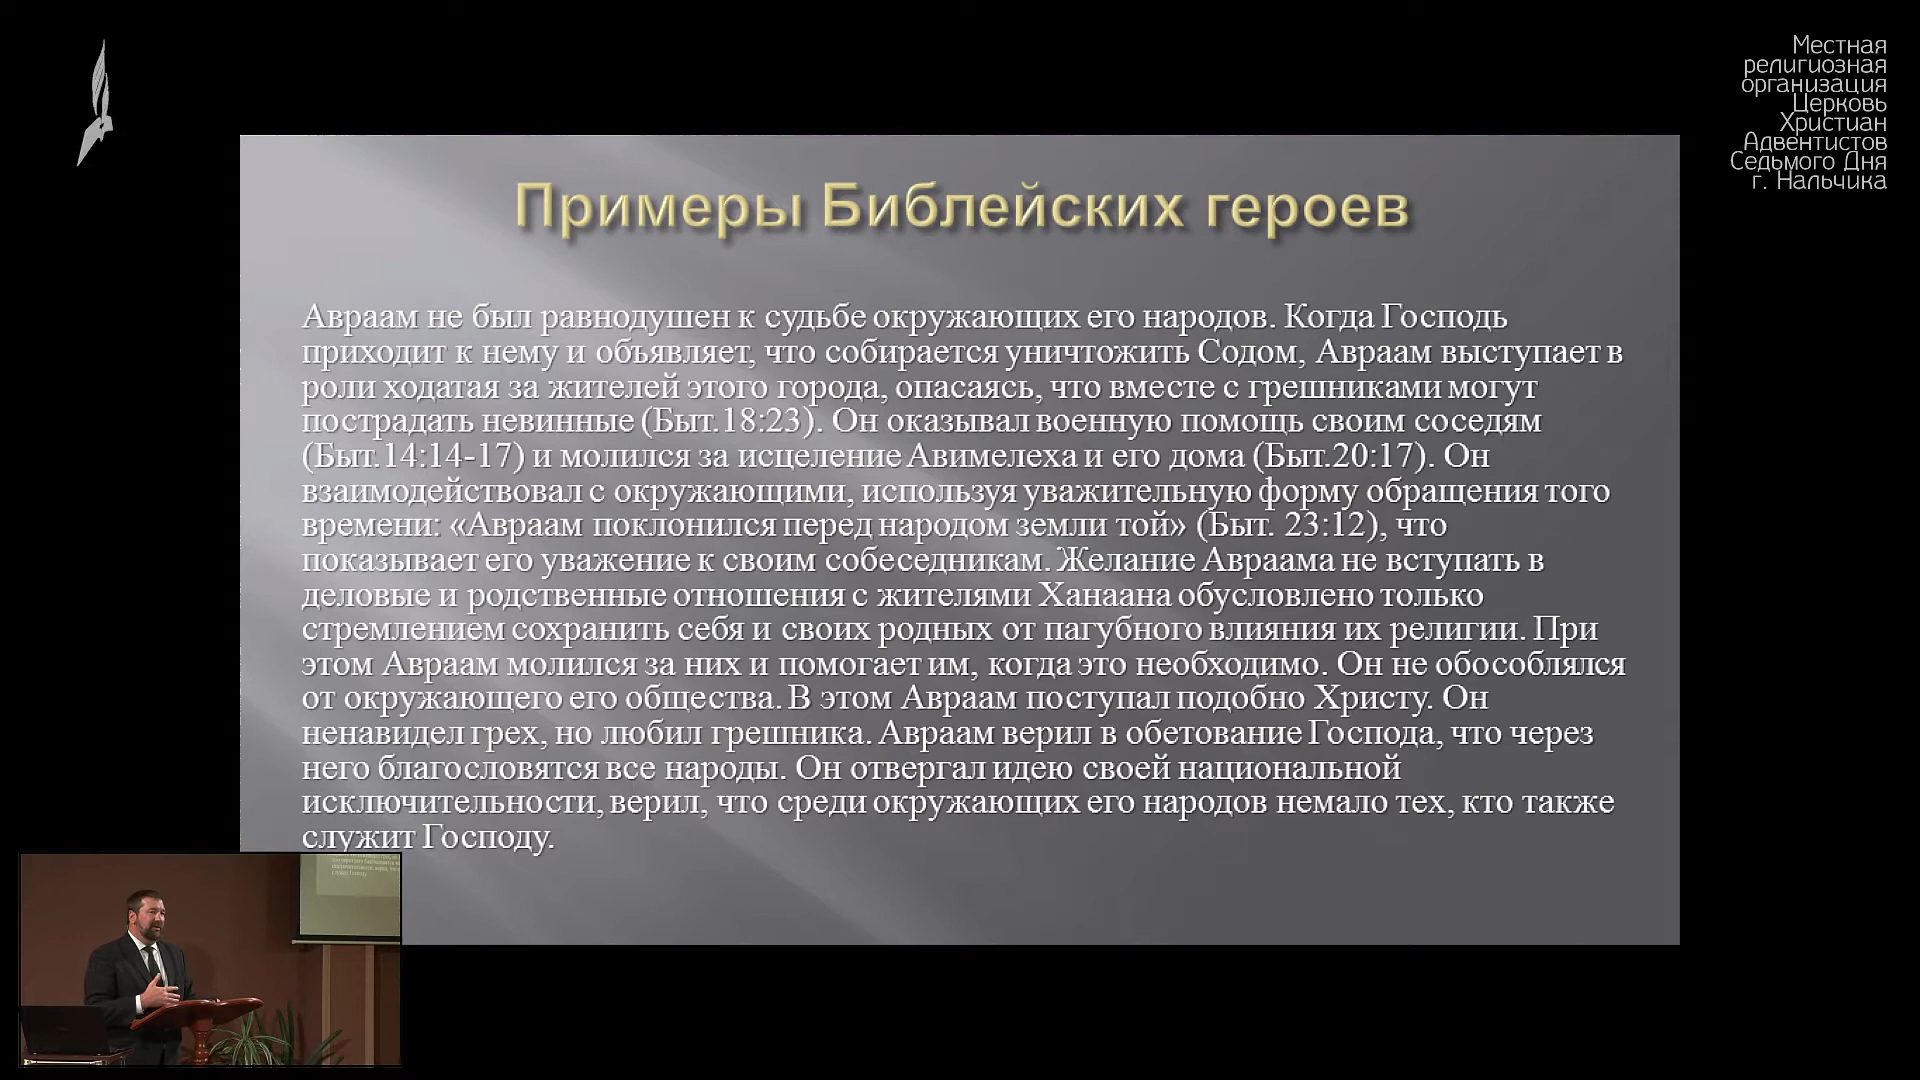 Местная
религиозная
организация
Церковь
Христиан
Адвентистов
Седьмого Дня
г. Нальчика
Примеры Библейских героев
Авраам не был равнодушен к судьбе окружающих его народов. Когда Господь
приходит к нему и объявляет, что собирается уничтожить Содом, Авраам выступает в
роли ходатая за жителей этого города, опасаясь, что вместе с грешниками могут
пострадать невинные (Быт.18:23). Он оказывал военную помощь своим соседям
(Быт.14:14-17) и молился за исцеление Авимелеха и его дома (Быт.20:17). Он
взаимодействовал с окружающими, используя уважительную форму обращения того
времени: «Авраам поклонился перед народом земли той» (Быт. 23:12), что
показывает его уважение к своим собеседникам. Желание Авраама не вступать в
деловые и родственные отношения с жителями Ханаана обусловлено только
стремлением сохранить себя и своих родных от пагубного влияния их религии. При
этом Авраам молился за них и помогает им, когда это необходимо. Он не обособлялся
от окружающего его общества. В этом Авраам поступал подобно Христу. Он
ненавидел грех, но любил грешника. Авраам верил в обетование Господа, что через
него благословятся все народы. Он отвергал идею своей национальной
исключительности, верил, что среди окружающих его народов немало тех, кто также
служит Господу.